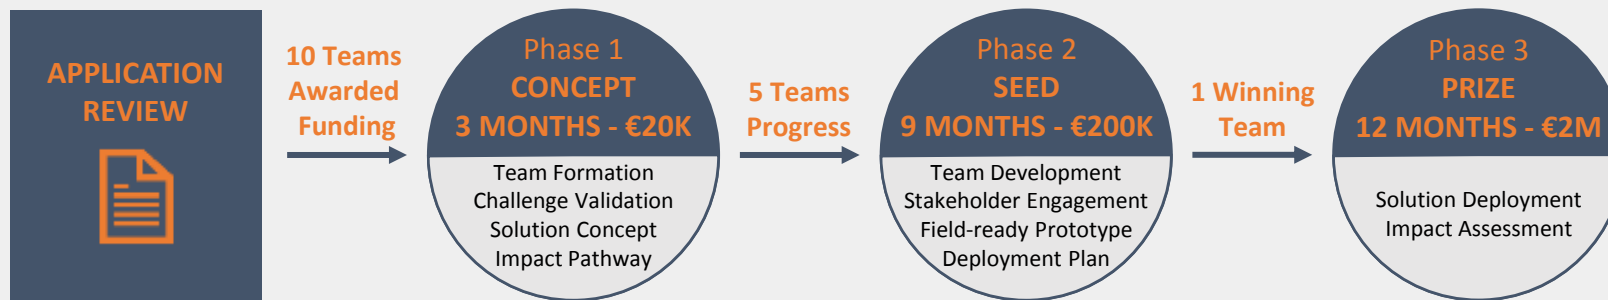 APPLICATION
REVIEW
10 Teams
Awarded
Funding
Phase 1
CONCEPT
3 MONTHS - €20K
Team Formation
Challenge Validation
Solution Concept
Impact Pathway
5 Teams
Progress
Phase 2
SEED
9 MONTHS - €200K
Team Development
Stakeholder Engagement
Field-ready Prototype
Deployment Plan
1 Winning
Team
Phase 3
PRIZE
12 MONTHS - €2M
Solution Deployment
Impact Assessment